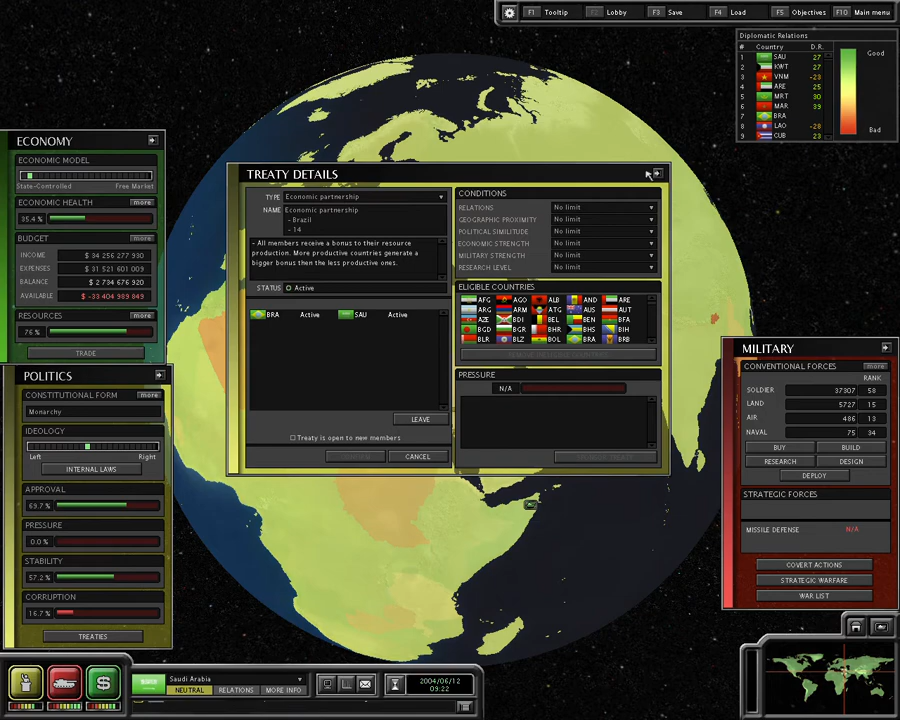 F1 Tooltip F2 Lobby F3 Save F4 Load F5 Objectives F10 Main menu
Diplomatic Relations
# Country D.R.
1 SAU 27
2 KWT 27
3 VNM -23
4 ARE 25
5 MRT 30
6 MAR 39
7 BRA
8 LAO -28
9 CUB 23
Good
Bad
ECONOMY
ECONOMIC MODEL
State-Controlled Free Market
ECONOMIC HEALTH more
35.4 %
BUDGET more
INCOME $ 34 256 277 930
EXPENSES $ 31 521 601 009
BALANCE $ 2 734 676 920
AVAILABLE $ -33 404 989 849
RESOURCES more
76 %
TRADE
POLITICS
CONSTITUTIONAL FORM more
Monarchy
IDEOLOGY
Left Right
INTERNAL LAWS
APPROVAL
69.7 %
PRESSURE
0.0 %
STABILITY
57.2 %
CORRUPTION
16.7 %
TREATIES
TREATY DETAILS
TYPE Economic partnership
NAME Economic partnership
- Brazil
- 14
- All members receive a bonus to their resource
production. More productive countries generate a
bigger bonus then the less productive ones.
STATUS Active
BRA Active SAU Active
LEAVE
Treaty is open to new members
CANCEL
CONDITIONS
RELATIONS No limit
GEOGRAPHIC PROXIMITY No limit
POLITICAL SIMILITUDE No limit
ECONOMIC STRENGTH No limit
MILITARY STRENGTH No limit
RESEARCH LEVEL No limit
ELIGIBLE COUNTRIES
AFG AGO ALB AND ARE
ARG ARM ATG AUS AUT
AZE BDI BEL BEN BFA
BGD BGR BHR BHS BIH
BLR BLZ BOL BRA BRB
PRESSURE
N/A
MILITARY
CONVENTIONAL FORCES more
RANK
SOLDIER 37307 58
LAND 5727 15
AIR 486 13
NAVAL 75 34
BUY BUILD
RESEARCH DESIGN
DEPLOY
STRATEGIC FORCES
MISSILE DEFENSE N/A
COVERT ACTIONS
STRATEGIC WARFARE
WAR LIST
Saudi Arabia
NEUTRAL RELATIONS MORE INFO
2004/06/12
09:22